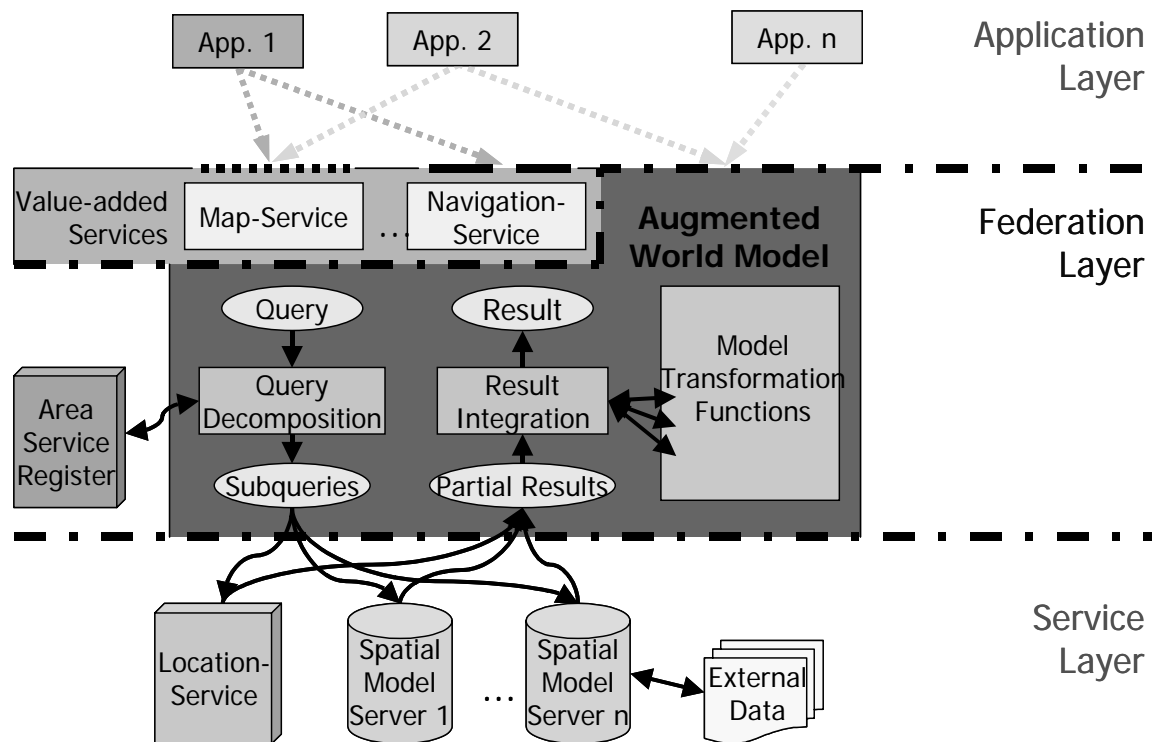 App. 1
App. 2
App. n
Application
Layer
Value-added
Services
Map-Service
...
Navigation-
Service
Augmented
World Model
Federation
Layer
Query
Result
Model
Transformation
Functions
Query
Decomposition
Result
Integration
Area
Service
Register
Subqueries
Partial Results
Service
Layer
Location-
Service
Spatial
Model
Server 1
...
Spatial
Model
Server n
External
Data